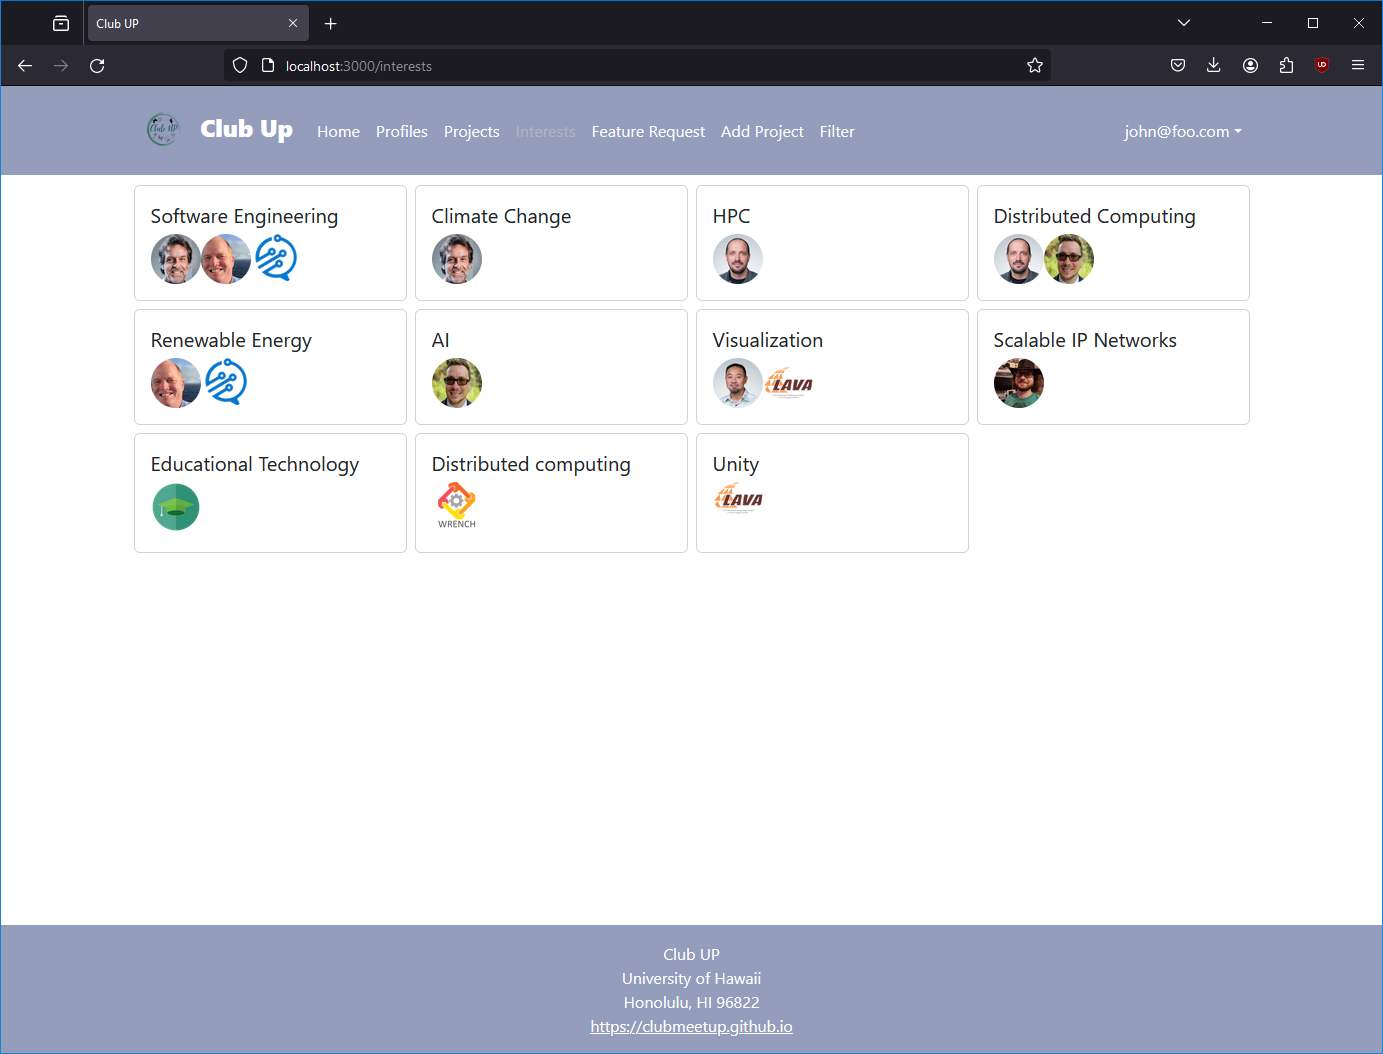 Club UP
localhost:3000/interests
Club Up
Club Up
Home
Profiles
Projects
Interests
Feature Request
Add Project
Filter
john@foo.com
Software Engineering
Climate Change
HPC
Distributed Computing
Renewable Energy
AI
Visualization
LAVA
Scalable IP Networks
Educational Technology
Distributed computing
WRENCH
Unity
LAVA
Club UP
University of Hawaii
Honolulu, HI 96822
https://clubmeetup.github.io